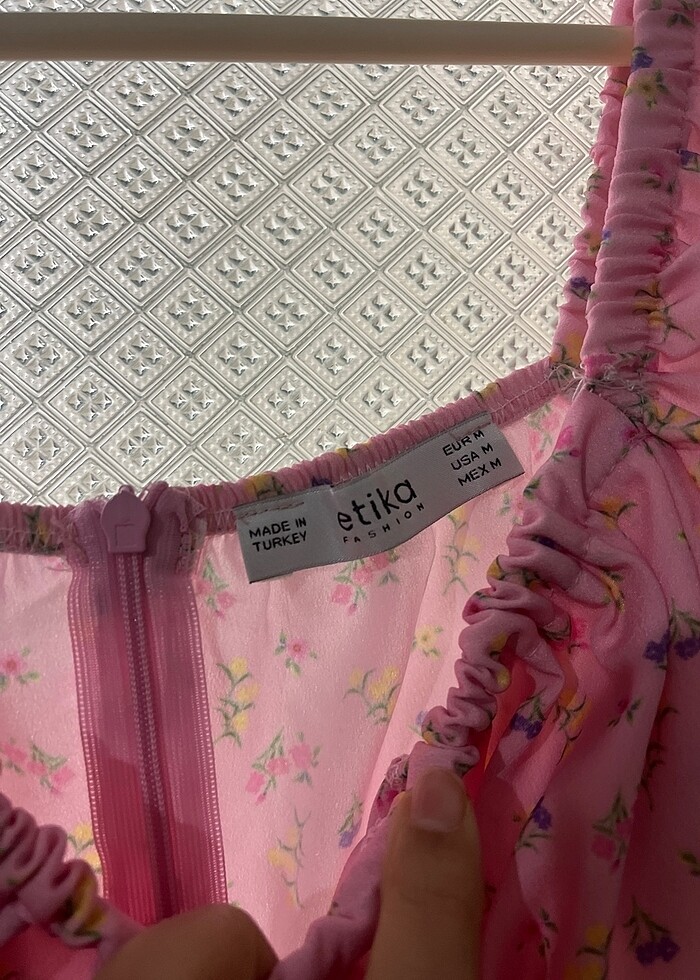 MADE IN
TURKEY
etika
FASHION
EUR M
USA M
MEX M